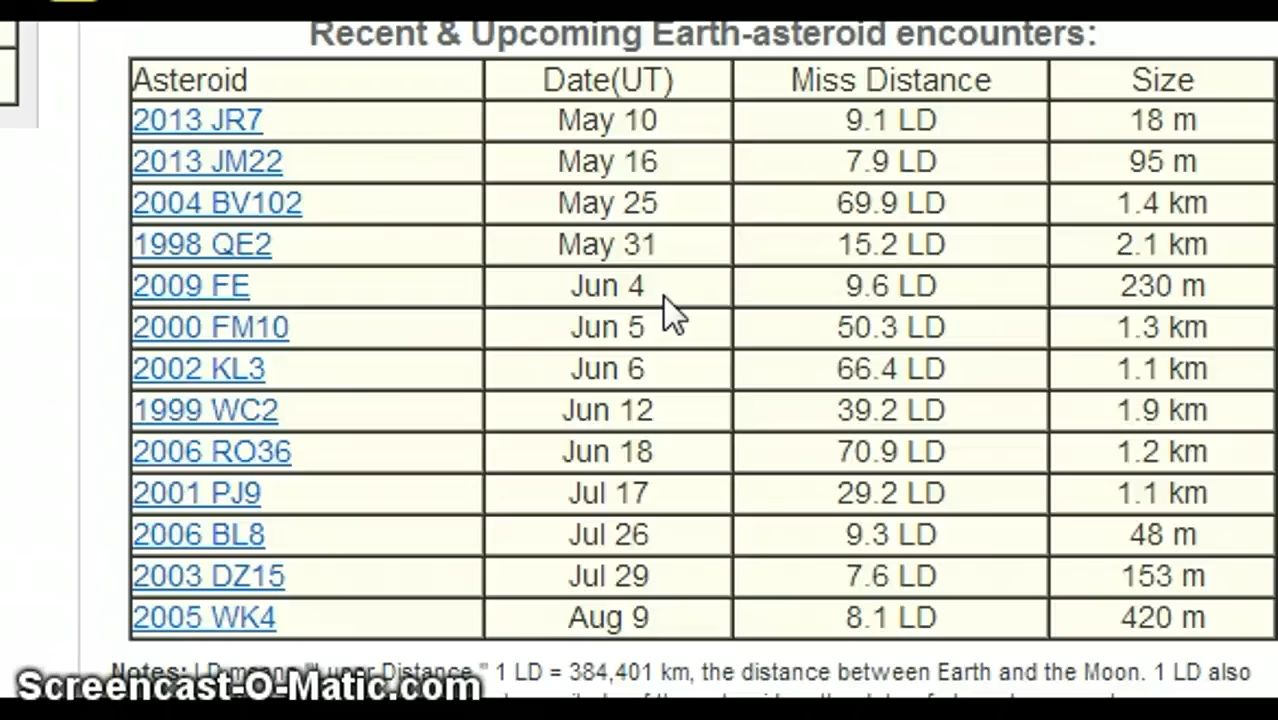 Recent & Upcoming Earth-asteroid encounters:
Asteroid Date(UT) Miss Distance Size
2013 JR7 May 10 9.1 LD 18 m
2013 JM22 May 16 7.9 LD 95 m
2004 BV102 May 25 69.9 LD 1.4 km
1998 QE2 May 31 15.2 LD 2.1 km
2009 FE Jun 4 9.6 LD 230 m
2000 FM10 Jun 5 50.3 LD 1.3 km
2002 KL3 Jun 6 66.4 LD 1.1 km
1999 WC2 Jun 12 39.2 LD 1.9 km
2006 RO36 Jun 18 70.9 LD 1.2 km
2001 PJ9 Jul 17 29.2 LD 1.1 km
2006 BL8 Jul 26 9.3 LD 48 m
2003 DZ15 Jul 29 7.6 LD 153 m
2005 WK4 Aug 9 8.1 LD 420 m
Notes: LD means "Lunar Distance." 1 LD = 384,401 km, the distance between Earth and the Moon. 1 LD also
Screencast-O-Matic.com